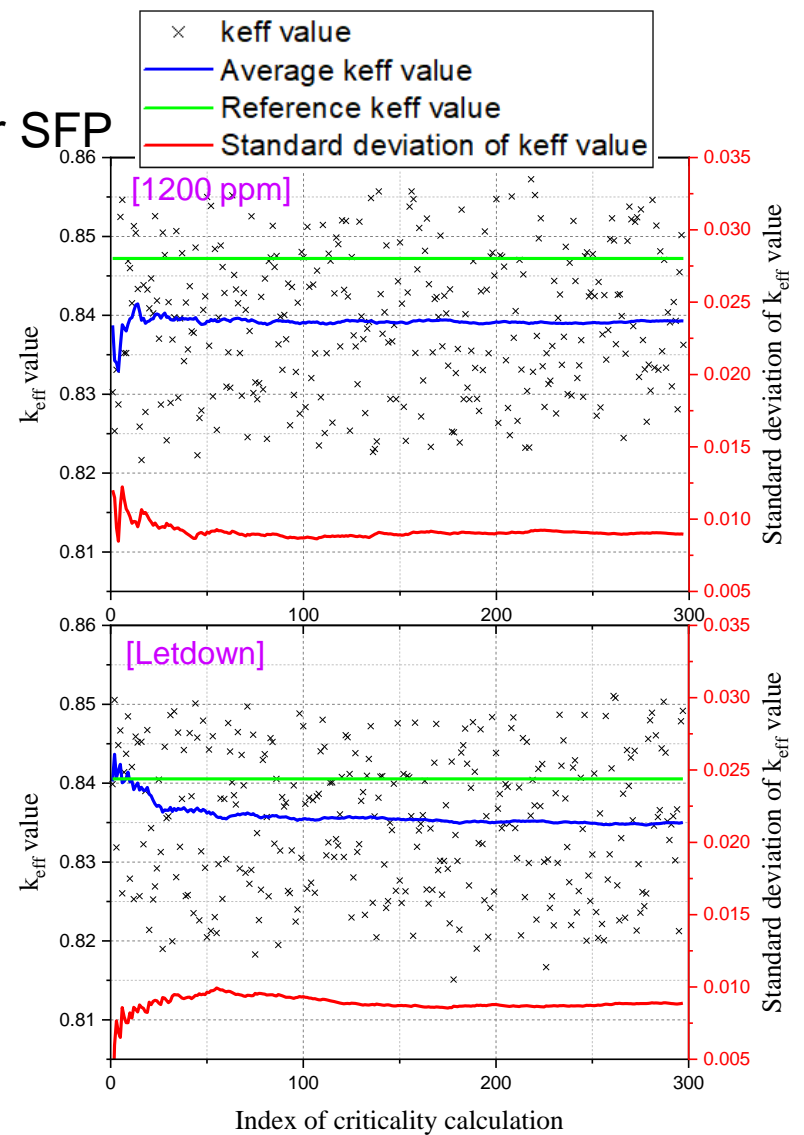 keff value
Average keff value
Reference keff value
Standard deviation of keff value
r SFP
[1200 ppm]
0.86
0.85
0.84
0.83
0.82
0.81
keff value
0.035
0.030
0.025
0.020
0.015
0.010
0.005
Standard deviation of keff value
0
100
200
300
[Letdown]
0.86
0.85
0.84
0.83
0.82
0.81
keff value
0.035
0.030
0.025
0.020
0.015
0.010
0.005
Standard deviation of keff value
0
100
200
300
Index of criticality calculation